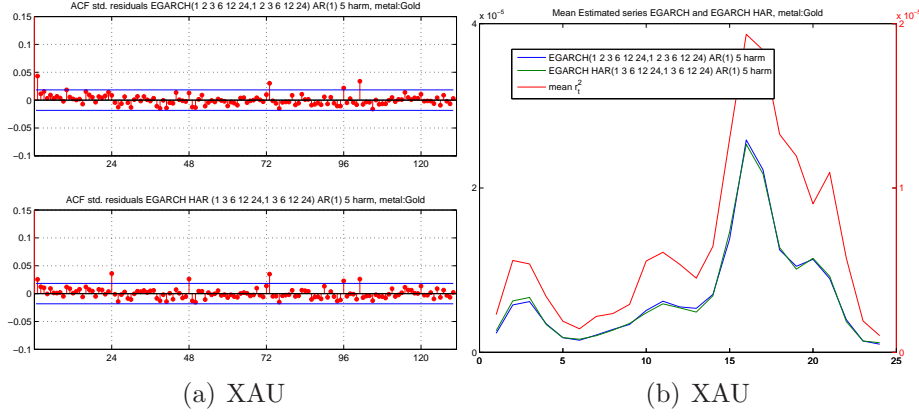 ACF std. residuals EGARCH(1 2 3 6 12 24,1 2 3 6 12 24) AR(1) 5 harm, metal:Gold
0.15
0.1
0.05
0
−0.05
−0.1
24 48 72 96 120
ACF std. residuals EGARCH HAR (1 3 6 12 24,1 3 6 12 24) AR(1) 5 harm, metal:Gold
0.15
0.1
0.05
0
−0.05
−0.1
24 48 72 96 120
(a) XAU
Mean Estimated series EGARCH and EGARCH HAR, metal:Gold
4 x 10^-5
2 x 10^-5
EGARCH(1 2 3 6 12 24,1 2 3 6 12 24) AR(1) 5 harm
EGARCH HAR(1 3 6 12 24,1 3 6 12 24) AR(1) 5 harm
mean r_t^2
2
1
0
0
0 5 10 15 20 25
(b) XAU